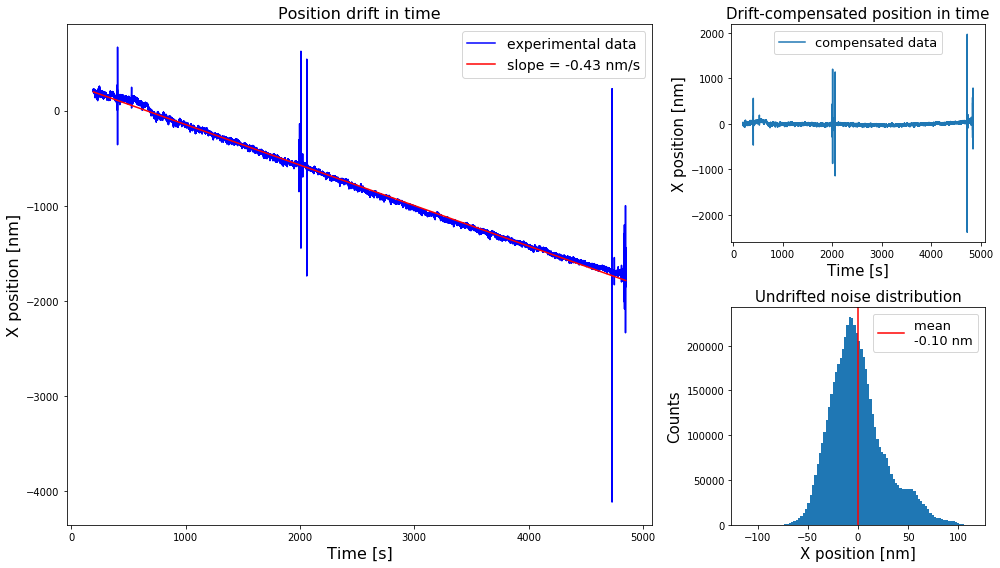 Position drift in time
experimental data
slope = -0.43 nm/s
X position [nm]
0
−1000
−2000
−3000
−4000
0 1000 2000 3000 4000 5000
Time [s]
Drift-compensated position in time
compensated data
X position [nm]
2000
1000
0
−1000
−2000
0 1000 2000 3000 4000 5000
Time [s]
Undrifted noise distribution
mean
-0.10 nm
Counts
200000
150000
100000
50000
0
−100 −50 0 50 100
X position [nm]